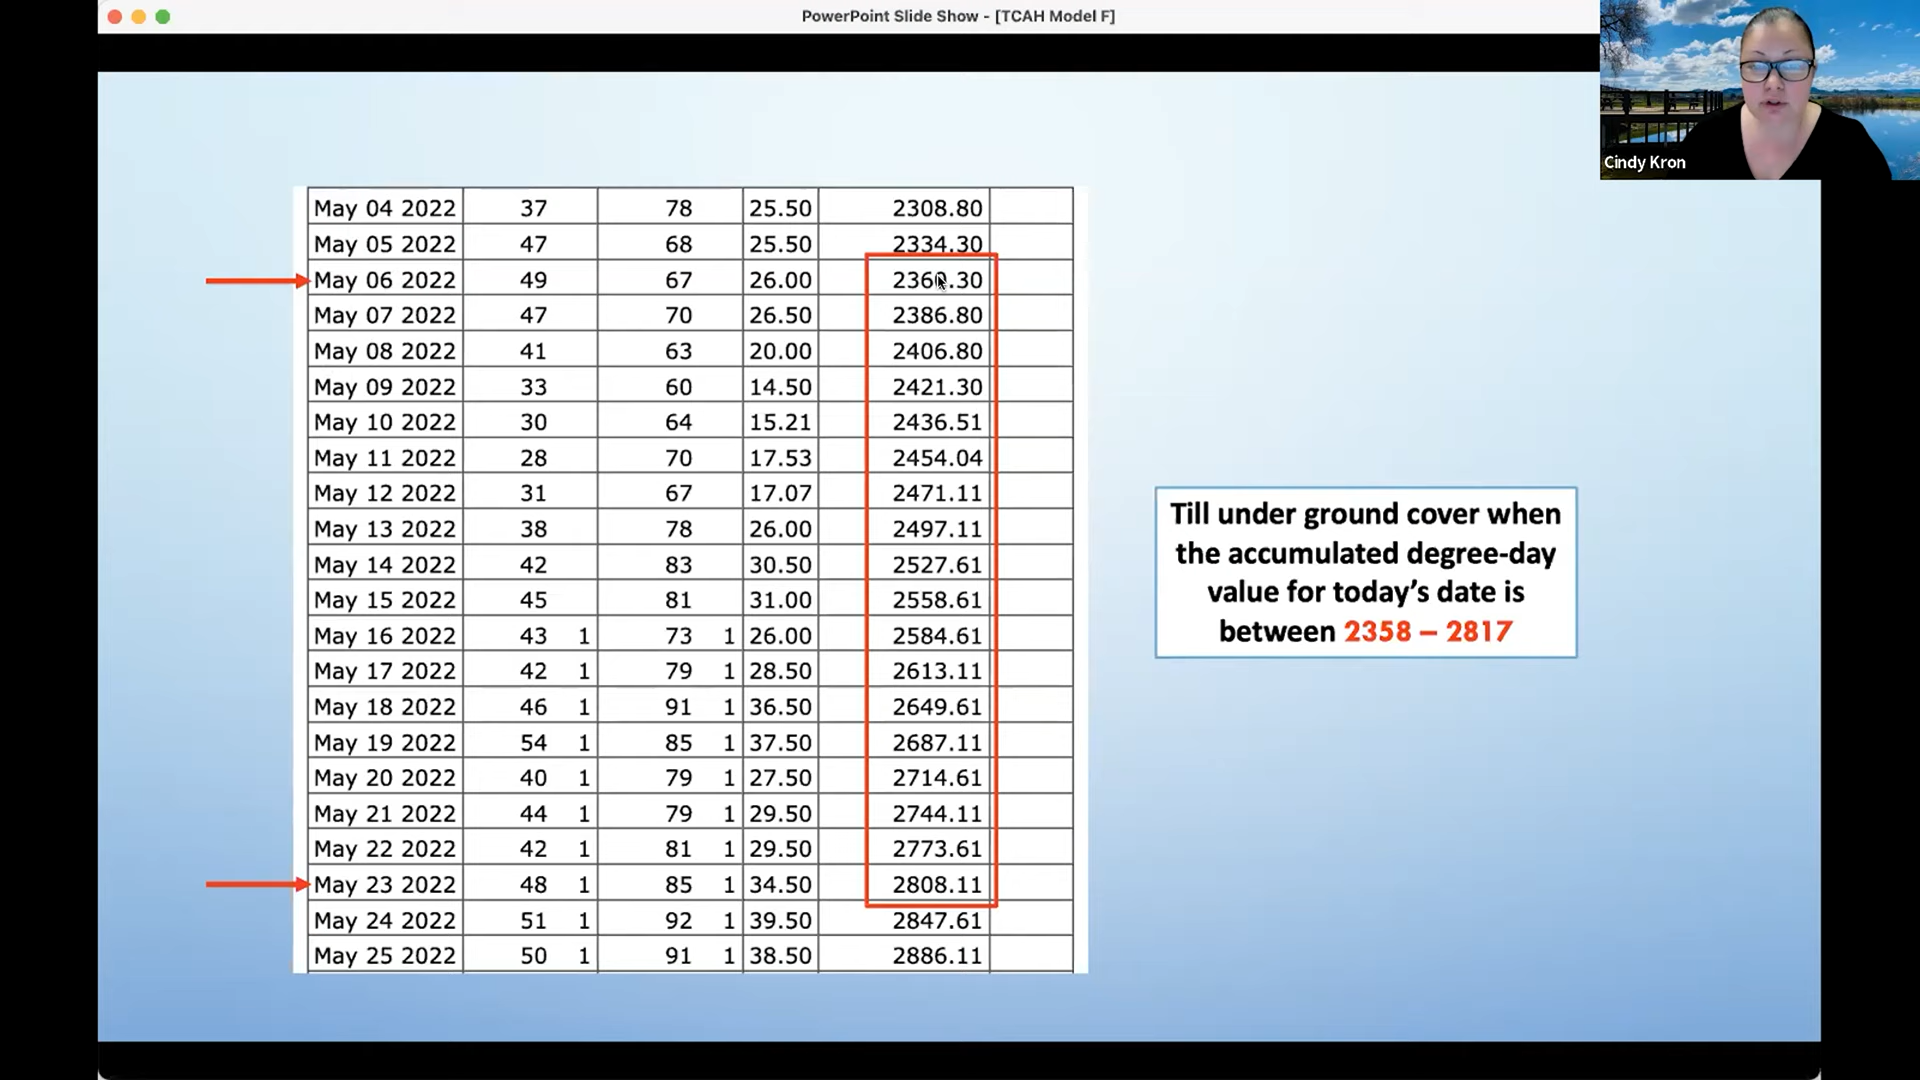 PowerPoint Slide Show - [TCAH Model F]
Cindy Kron
May 04 2022 37 78 25.50 2308.80
May 05 2022 47 68 25.50 2334.30
May 06 2022 49 67 26.00 2360.30
May 07 2022 47 70 26.50 2386.80
May 08 2022 41 63 20.00 2406.80
May 09 2022 33 60 14.50 2421.30
May 10 2022 30 64 15.21 2436.51
May 11 2022 28 70 17.53 2454.04
May 12 2022 31 67 17.07 2471.11
May 13 2022 38 78 26.00 2497.11
May 14 2022 42 83 30.50 2527.61
May 15 2022 45 81 31.00 2558.61
May 16 2022 43 1 73 1 26.00 2584.61
May 17 2022 42 1 79 1 28.50 2613.11
May 18 2022 46 1 91 1 36.50 2649.61
May 19 2022 54 1 85 1 37.50 2687.11
May 20 2022 40 1 79 1 27.50 2714.61
May 21 2022 44 1 79 1 29.50 2744.11
May 22 2022 42 1 81 1 29.50 2773.61
May 23 2022 48 1 85 1 34.50 2808.11
May 24 2022 51 1 92 1 39.50 2847.61
May 25 2022 50 1 91 1 38.50 2886.11
Till under ground cover when
the accumulated degree-day
value for today’s date is
between 2358 – 2817